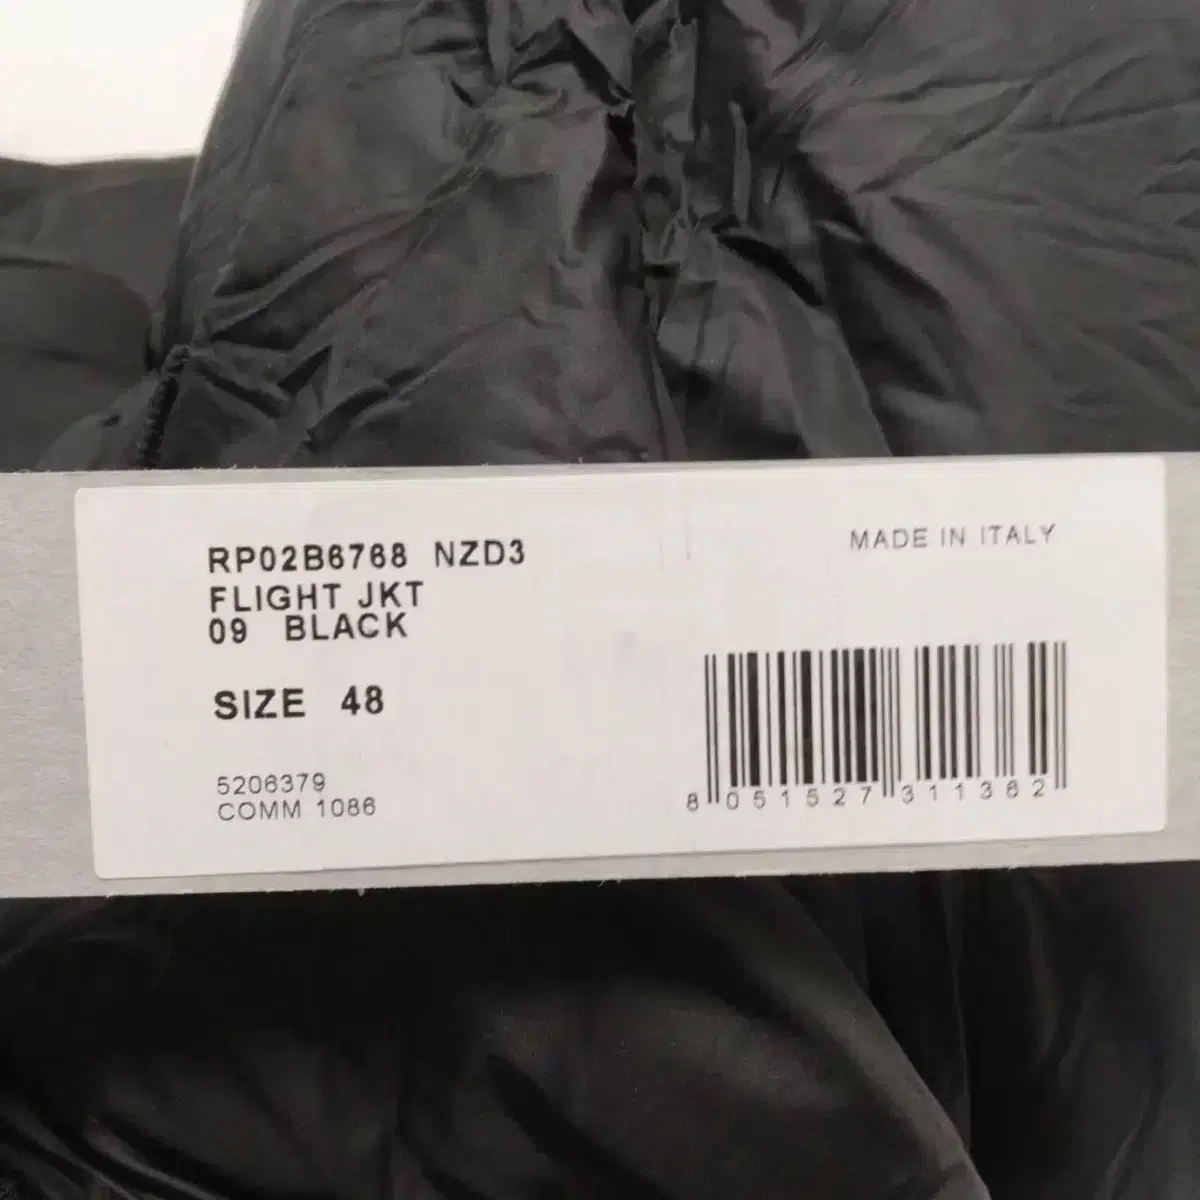 RP02B6768 NZD3
MADE IN ITALY
FLIGHT JKT
09 BLACK
SIZE 48
5206379
COMM 1086
8 051527 311362